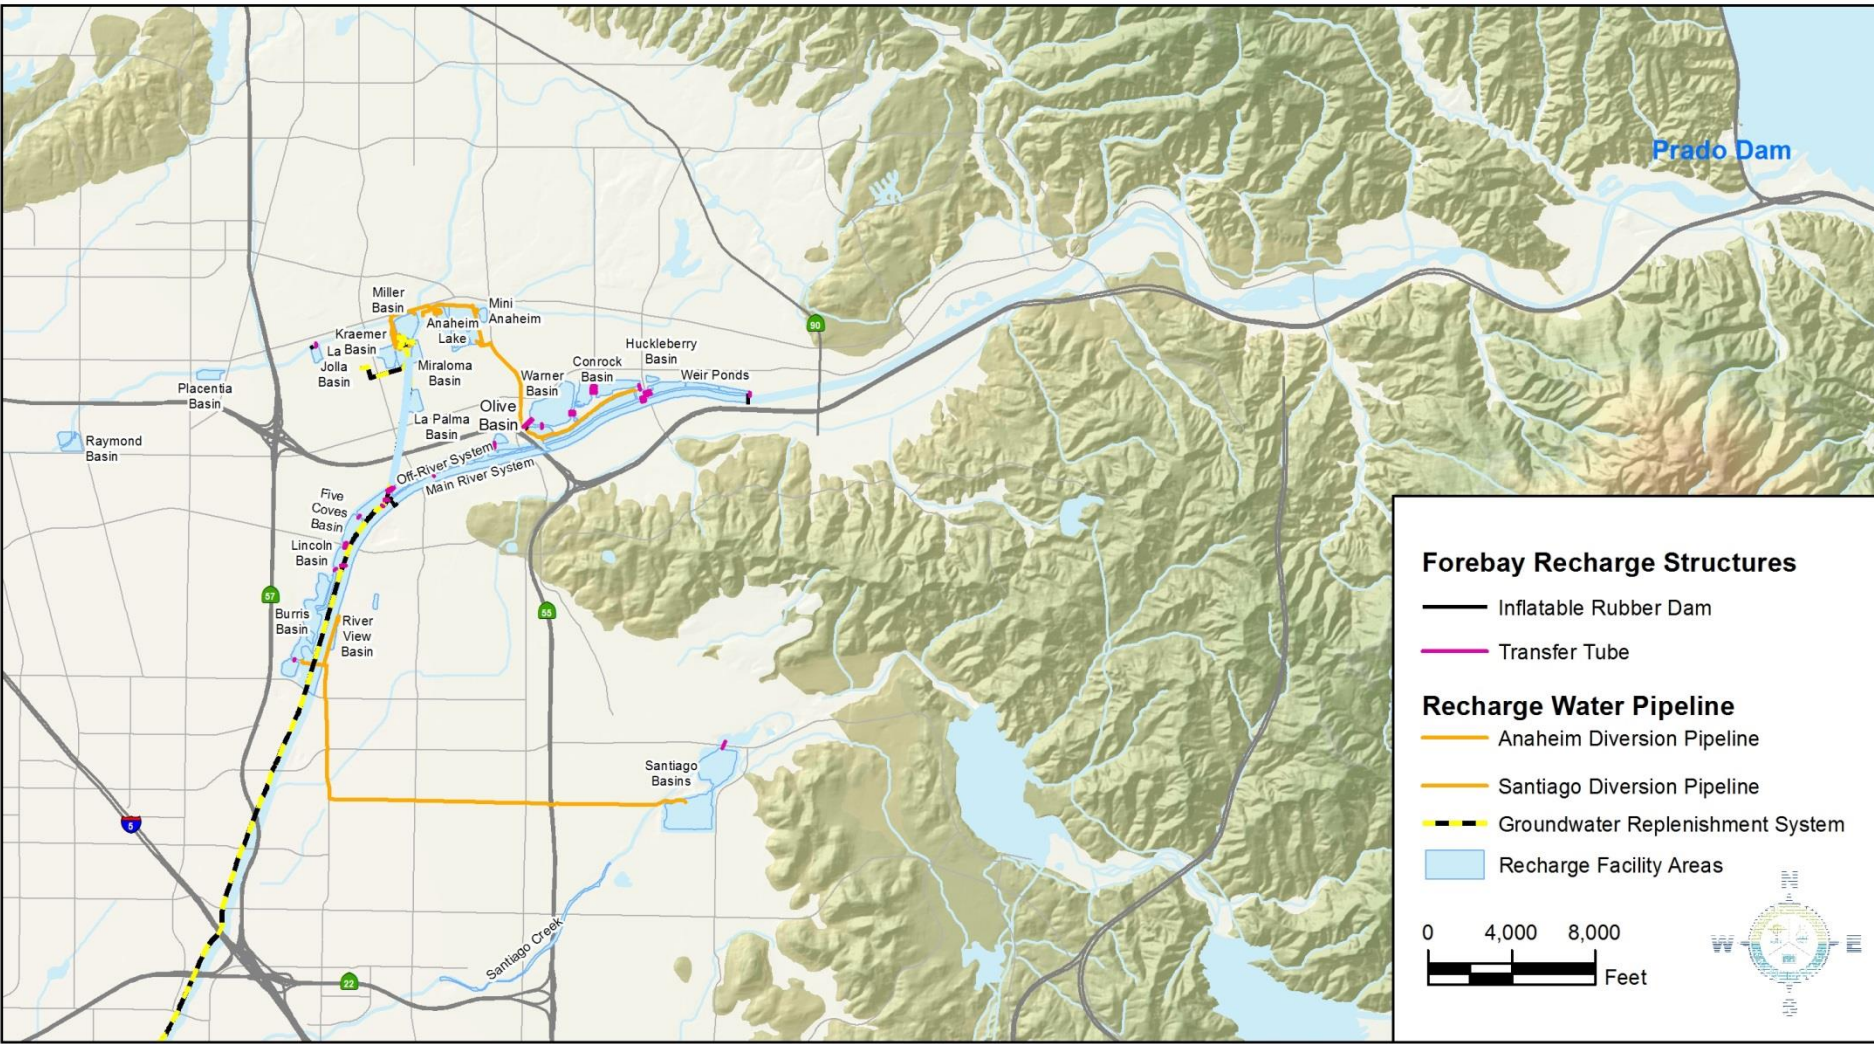 Prado Dam
90
Miller
Basin
Mini
Anaheim
Anaheim
Lake
Kraemer
Basin
La
Jolla
Basin
Miraloma
Basin
Huckleberry
Basin
Conrock
Basin
Weir Ponds
Warner
Basin
Placentia
Basin
Olive
Basin
La Palma
Basin
Raymond
Basin
Off-River System
Main River System
Five
Coves
Basin
Lincoln
Basin
57
55
Burris
Basin
River
View
Basin
Santiago
Basins
5
Santiago Creek
22
Forebay Recharge Structures
Inflatable Rubber Dam
Transfer Tube
Recharge Water Pipeline
Anaheim Diversion Pipeline
Santiago Diversion Pipeline
Groundwater Replenishment System
Recharge Facility Areas
0 4,000 8,000
Feet
N
W E
S